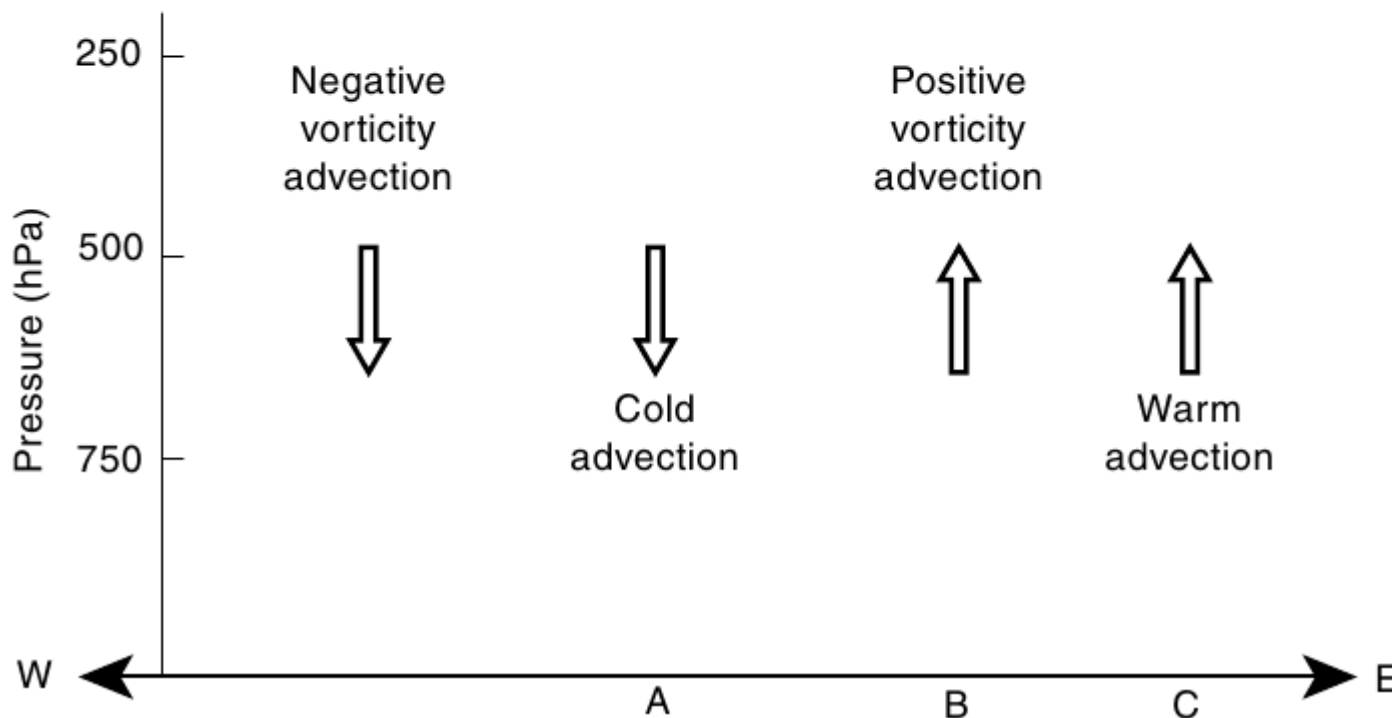 250
Negative
vorticity
advection
Positive
vorticity
advection
500
Pressure (hPa)
Cold
advection
Warm
advection
750
W
E
A
B
C